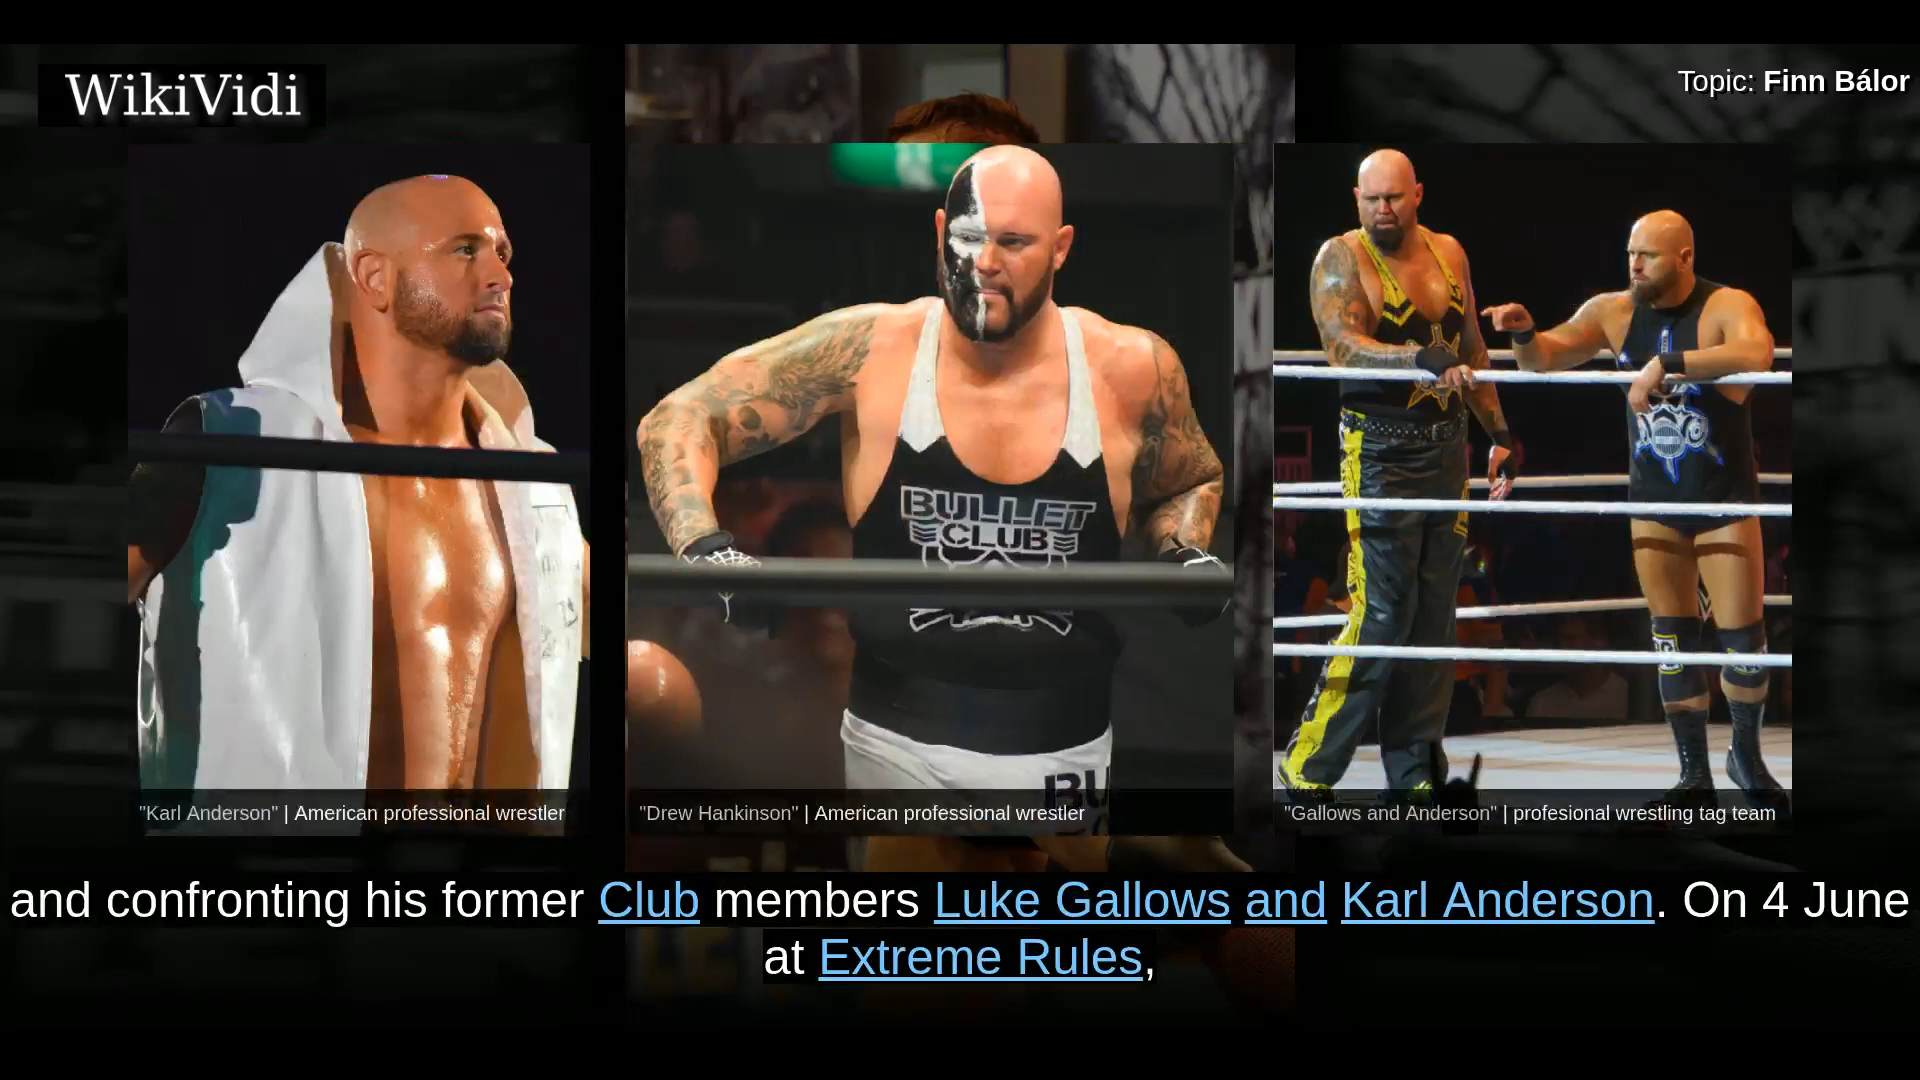 WikiVidi
Topic: Finn Bálor
BULLET
CLUB
BU
"Karl Anderson" | American professional wrestler
"Drew Hankinson" | American professional wrestler
"Gallows and Anderson" | profesional wrestling tag team
and confronting his former Club members Luke Gallows and Karl Anderson. On 4 June
at Extreme Rules,